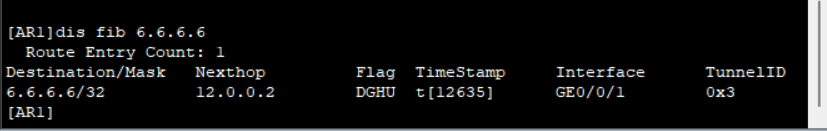 [AR1]dis fib 6.6.6.6
  Route Entry Count: 1
Destination/Mask   Nexthop         Flag  TimeStamp     Interface      TunnelID
6.6.6.6/32         12.0.0.2        DGHU  t[12635]      GE0/0/1        0x3
[AR1]